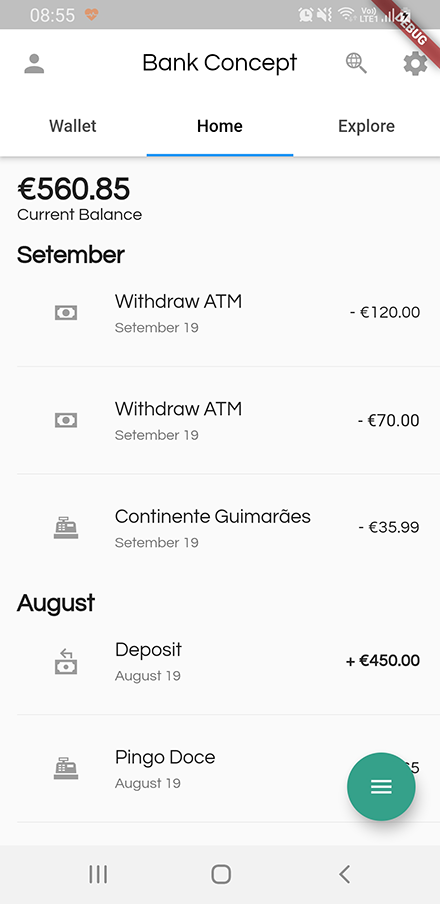 08:55
Vo)) LTE1
DEBUG
Bank Concept
Wallet Home Explore
€560.85
Current Balance
Setember
Withdraw ATM - €120.00
Setember 19
Withdraw ATM - €70.00
Setember 19
Continente Guimarães - €35.99
Setember 19
August
Deposit + €450.00
August 19
Pingo Doce
August 19